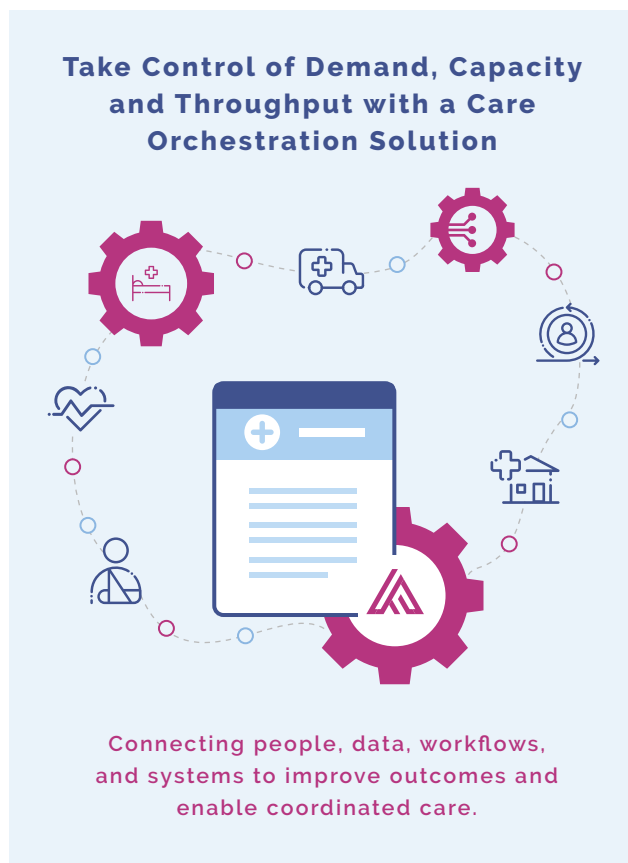 Take Control of Demand, Capacity
and Throughput with a Care
Orchestration Solution
Connecting people, data, workflows,
and systems to improve outcomes and
enable coordinated care.